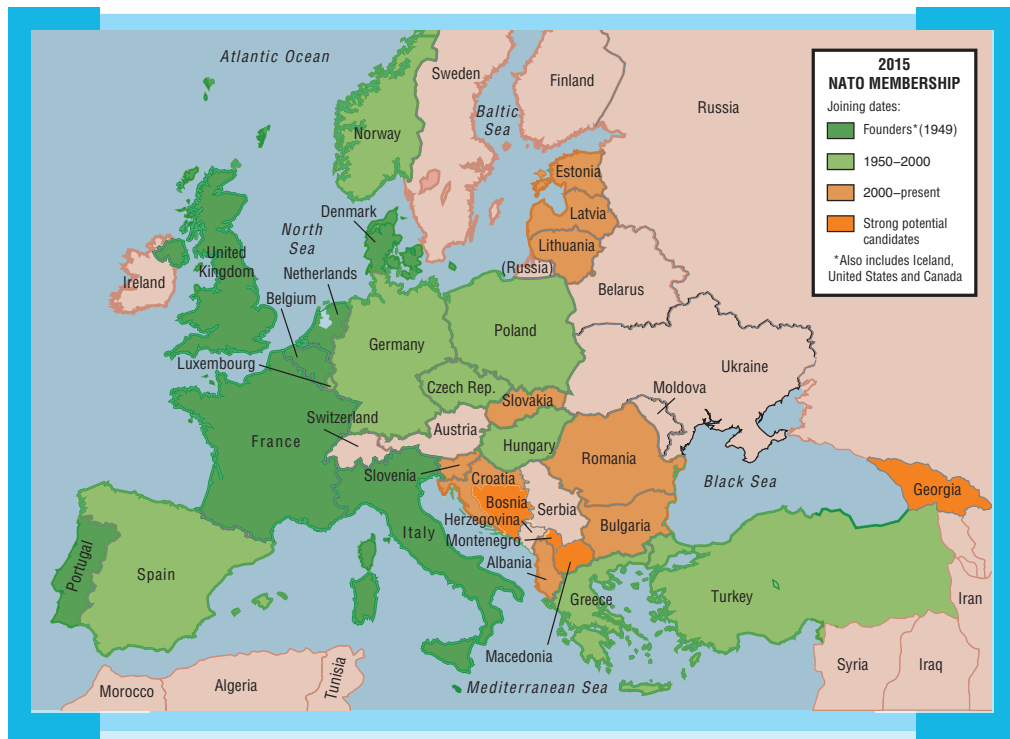 Atlantic Ocean
Sweden
Finland
Russia
Baltic
Sea
Norway
Estonia
Latvia
Lithuania
(Russia)
Denmark
North
Sea
United
Kingdom
Ireland
Netherlands
Belgium
Luxembourg
Belarus
Germany
Poland
Ukraine
Czech Rep.
Moldova
Slovakia
Switzerland
Austria
Hungary
France
Slovenia
Croatia
Romania
Bosnia
Herzegovina
Serbia
Black Sea
Georgia
Montenegro
Bulgaria
Italy
Albania
Portugal
Spain
Greece
Turkey
Iran
Macedonia
Syria
Iraq
Morocco
Algeria
Tunisia
Mediterranean Sea
2015
NATO MEMBERSHIP
Joining dates:
Founders*(1949)
1950–2000
2000–present
Strong potential
candidates
*Also includes Iceland,
United States and Canada